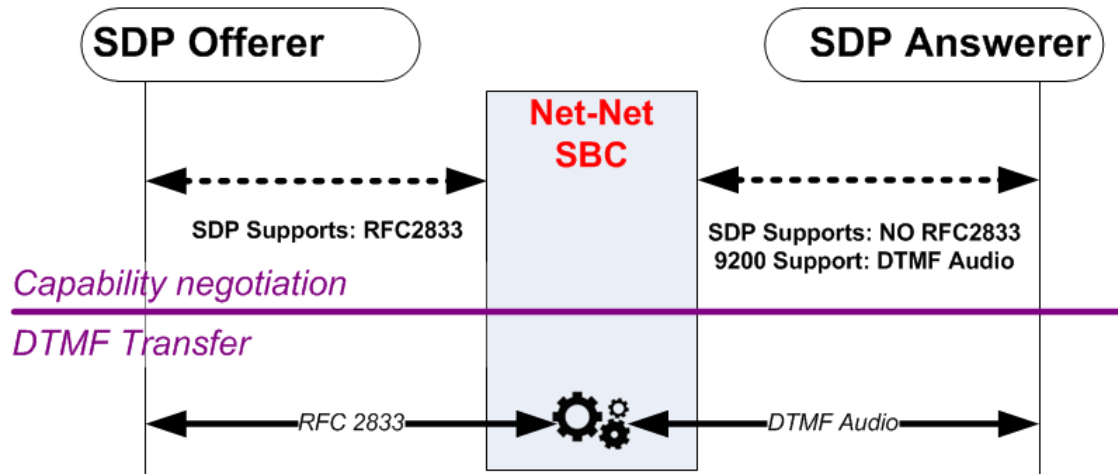 SDP Offerer
SDP Answerer
Net-Net
SBC
SDP Supports: RFC2833
SDP Supports: NO RFC2833
9200 Support: DTMF Audio
Capability negotiation
DTMF Transfer
RFC 2833
DTMF Audio